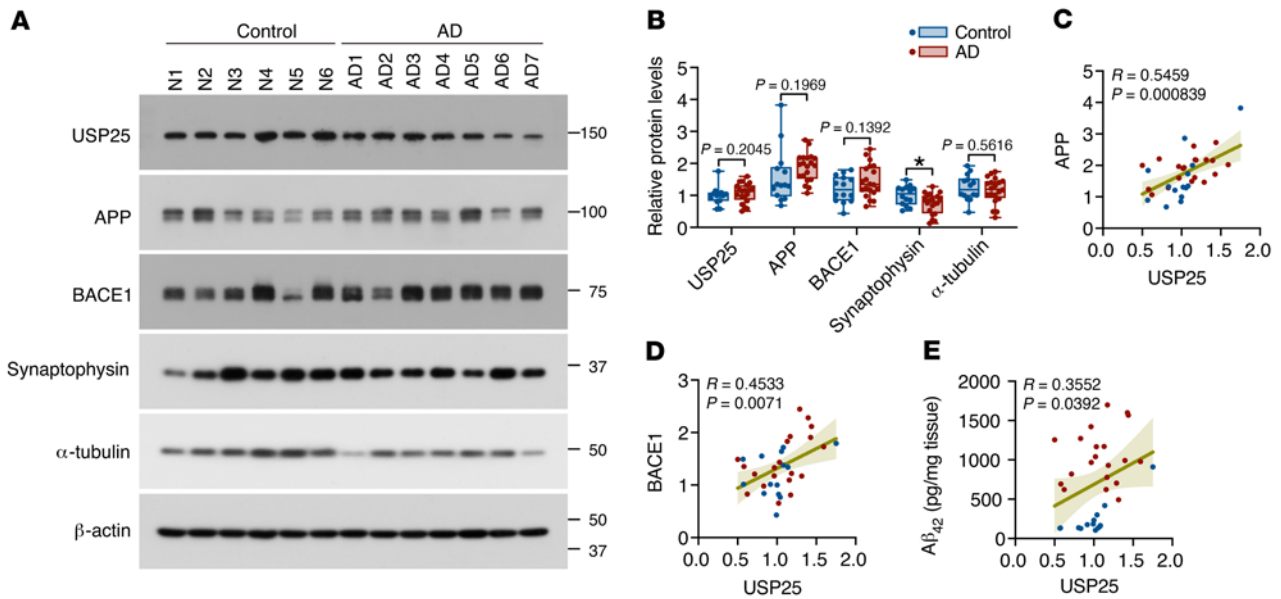 A
Control AD
N1 N2 N3 N4 N5 N6 AD1 AD2 AD3 AD4 AD5 AD6 AD7
USP25 150
APP 100
BACE1 75
Synaptophysin 37
α-tubulin 50
β-actin 50
37
B
Control
AD
Relative protein levels
5
4
3
2
1
0
P = 0.2045
P = 0.1969
P = 0.1392
*
P = 0.5616
USP25 APP BACE1 Synaptophysin α-tubulin
C
R = 0.5459
P = 0.000839
APP
5
4
3
2
1
0
0.0 0.5 1.0 1.5 2.0
USP25
D
R = 0.4533
P = 0.0071
BACE1
3
2
1
0
0 0.5 1.0 1.5 2.0
USP25
E
R = 0.3552
P = 0.0392
Aβ42 (pg/mg tissue)
2000
1500
1000
500
0
0.0 0.5 1.0 1.5 2.0
USP25